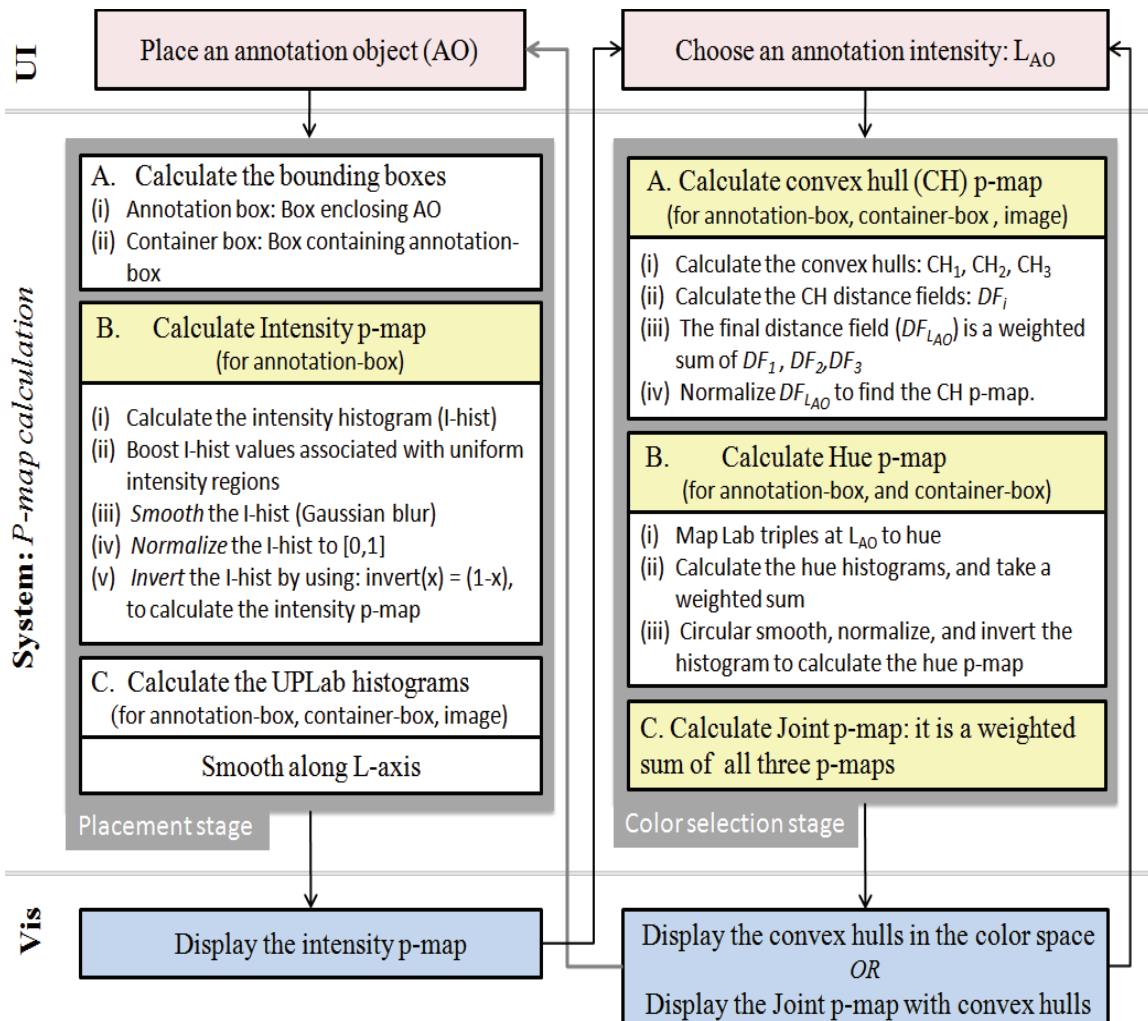 UI
Place an annotation object (AO)
Choose an annotation intensity: L_AO
System: P-map calculation
A. Calculate the bounding boxes
(i) Annotation box: Box enclosing AO
(ii) Container box: Box containing annotation-
box
B. Calculate Intensity p-map
(for annotation-box)
(i) Calculate the intensity histogram (I-hist)
(ii) Boost I-hist values associated with uniform
intensity regions
(iii) Smooth the I-hist (Gaussian blur)
(iv) Normalize the I-hist to [0,1]
(v) Invert the I-hist by using: invert(x) = (1-x),
to calculate the intensity p-map
C. Calculate the UPLab histograms
(for annotation-box, container-box, image)
Smooth along L-axis
Placement stage
A. Calculate convex hull (CH) p-map
(for annotation-box, container-box , image)
(i) Calculate the convex hulls: CH1, CH2, CH3
(ii) Calculate the CH distance fields: DFi
(iii) The final distance field (DF_L_AO) is a weighted
sum of DF1 , DF2,DF3
(iv) Normalize DF_L_AO to find the CH p-map.
B. Calculate Hue p-map
(for annotation-box, and container-box)
(i) Map Lab triples at L_AO to hue
(ii) Calculate the hue histograms, and take a
weighted sum
(iii) Circular smooth, normalize, and invert the
histogram to calculate the hue p-map
C. Calculate Joint p-map: it is a weighted
sum of all three p-maps
Color selection stage
Vis
Display the intensity p-map
Display the convex hulls in the color space
OR
Display the Joint p-map with convex hulls